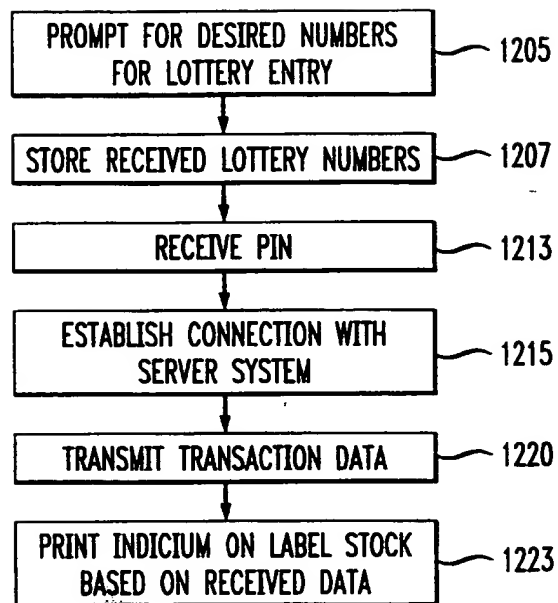 PROMPT FOR DESIRED NUMBERS
FOR LOTTERY ENTRY
1205
STORE RECEIVED LOTTERY NUMBERS
1207
RECEIVE PIN
1213
ESTABLISH CONNECTION WITH
SERVER SYSTEM
1215
TRANSMIT TRANSACTION DATA
1220
PRINT INDICIUM ON LABEL STOCK
BASED ON RECEIVED DATA
1223